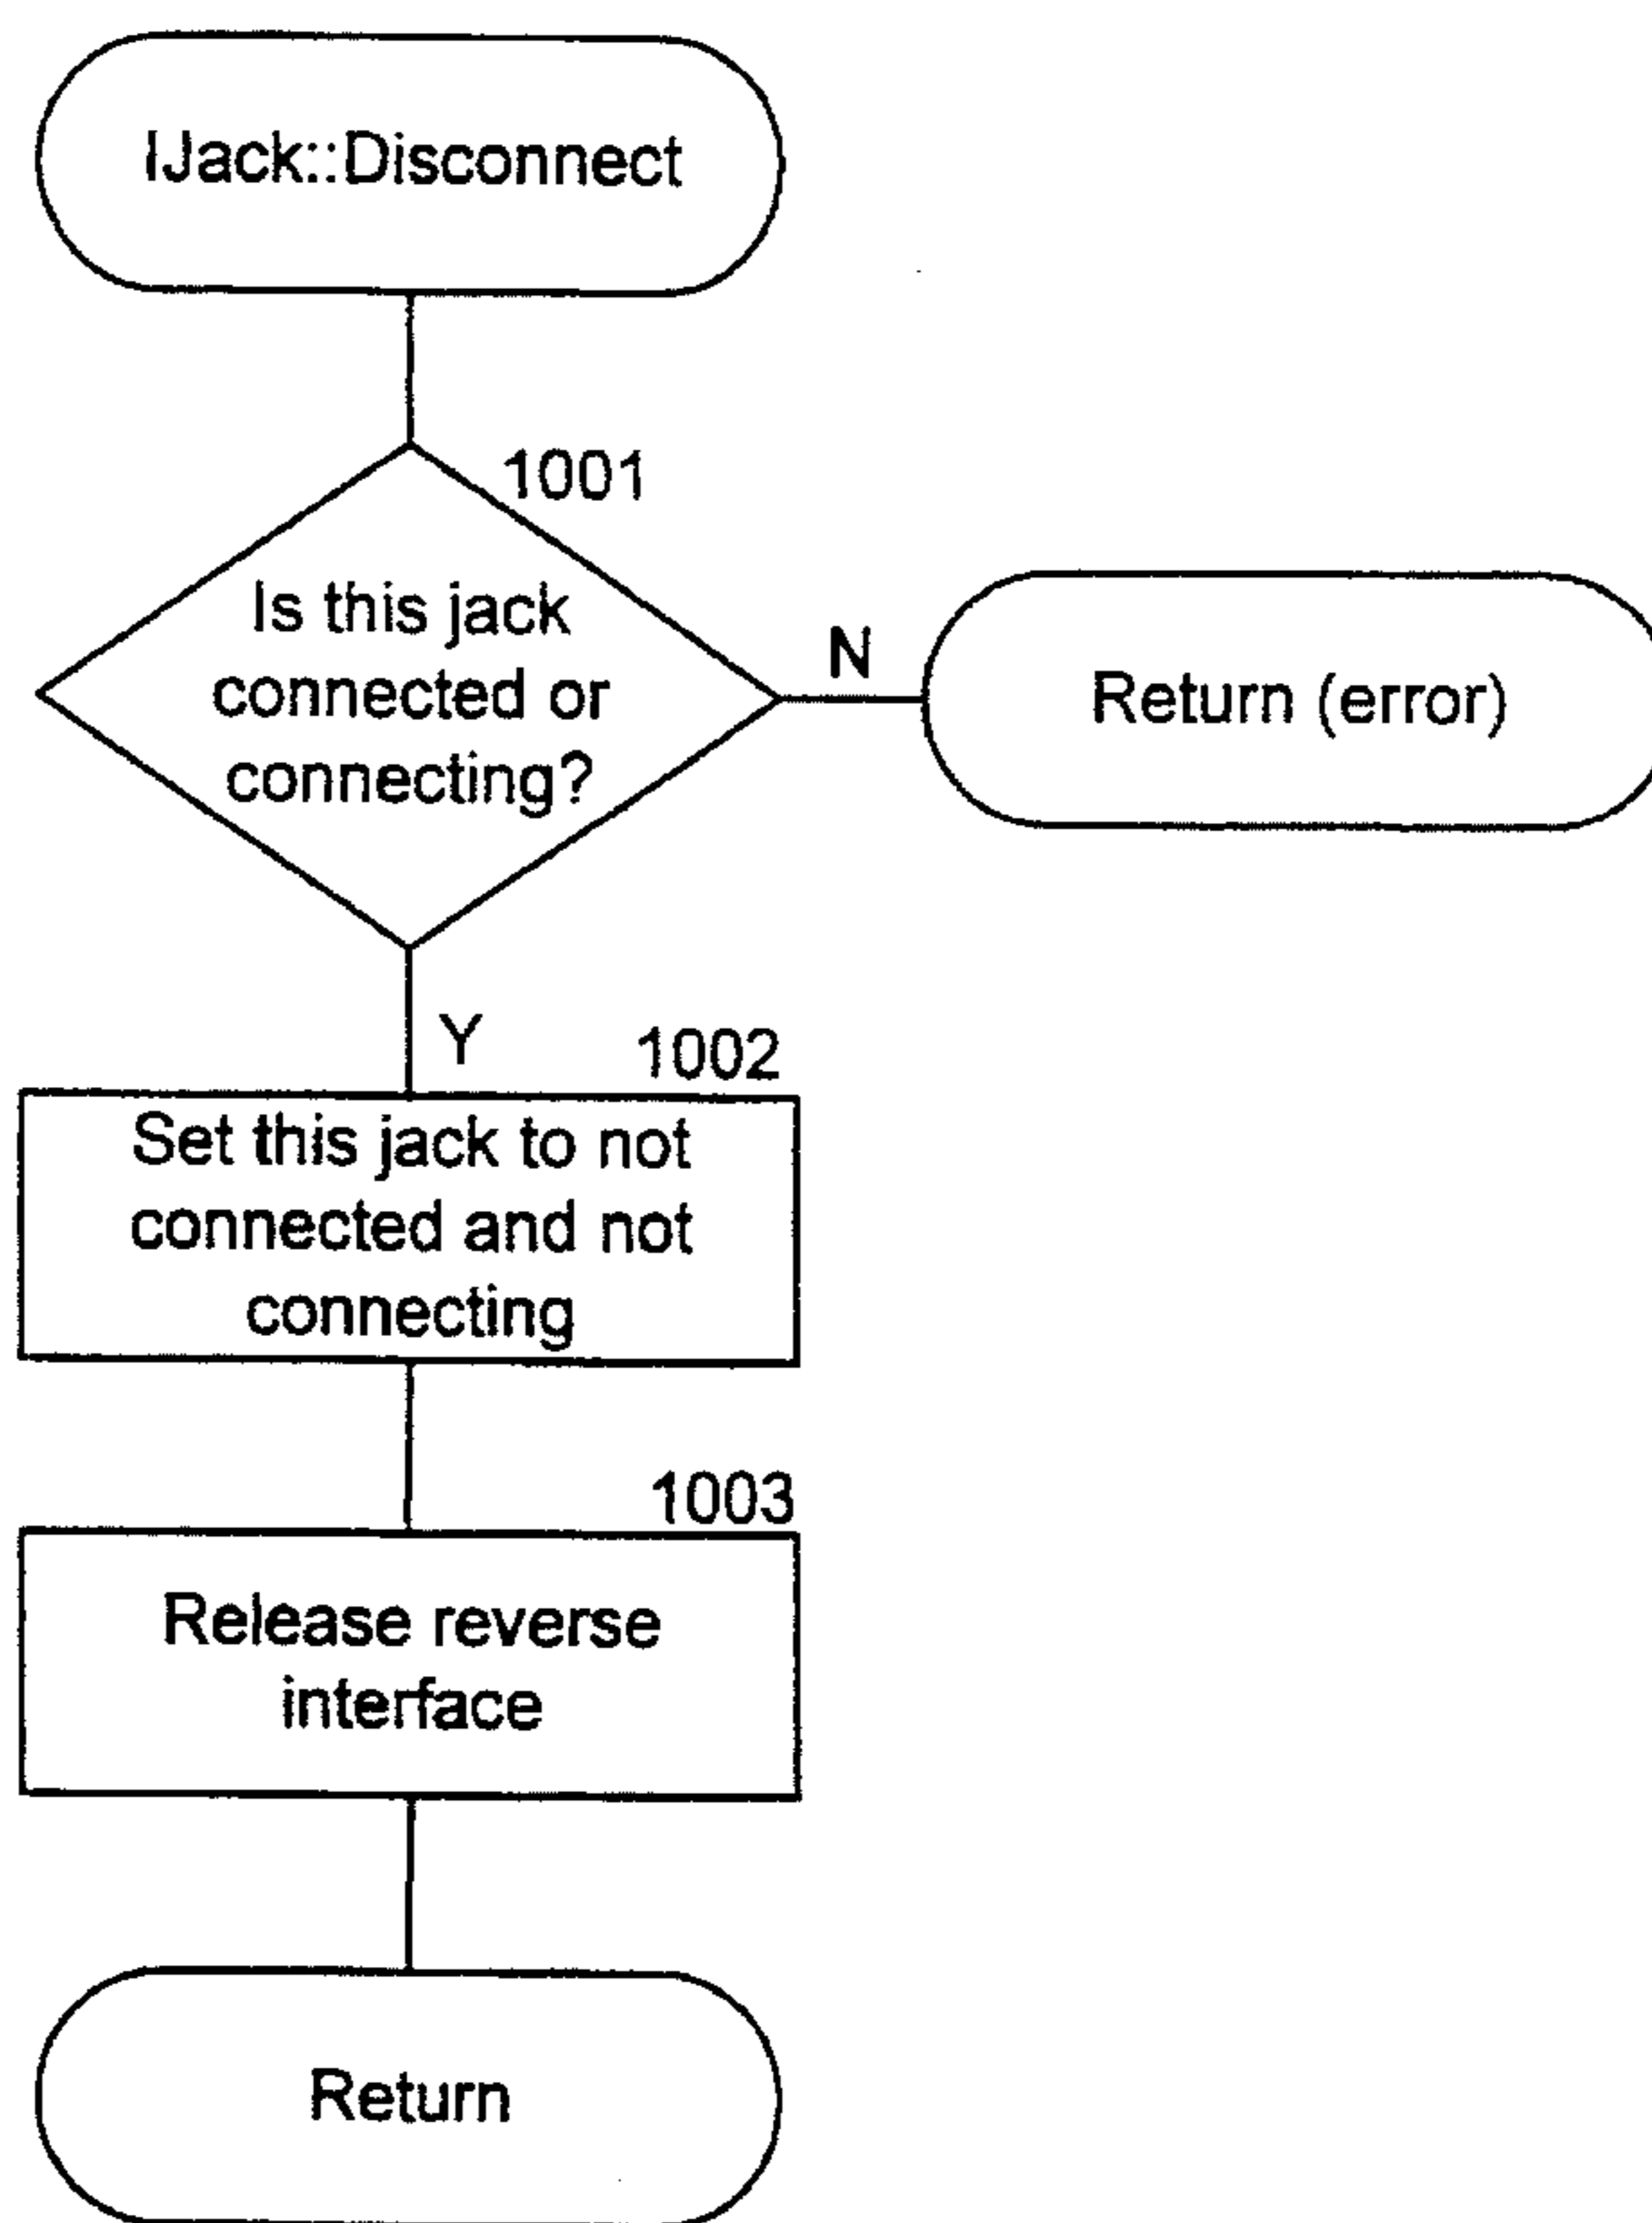 IJack::Disconnect
1001
Is this jack
connected or
connecting?
N
Return (error)
Y
1002
Set this jack to not
connected and not
connecting
1003
Release reverse
interface
Return